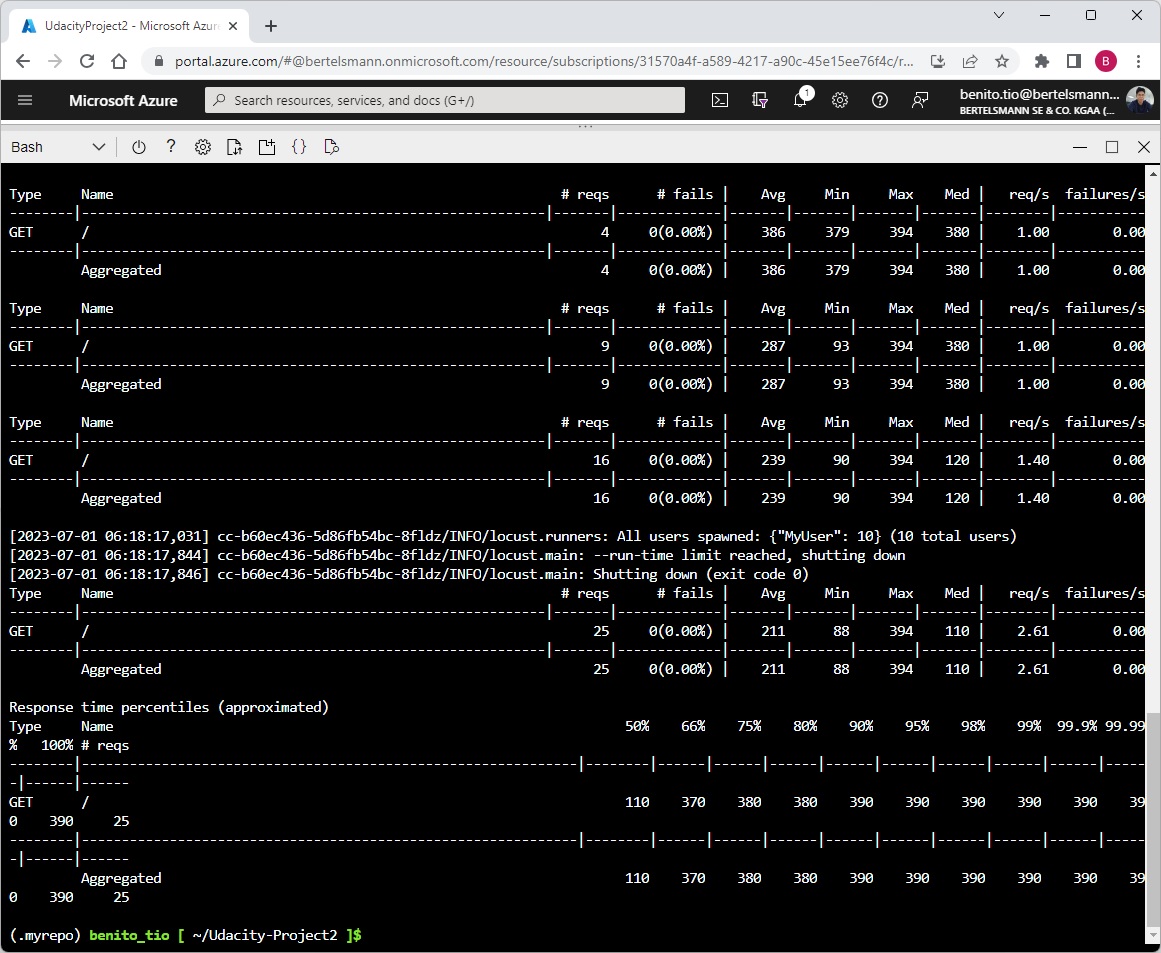 UdacityProject2 - Microsoft Azure
portal.azure.com/#@bertelsmann.onmicrosoft.com/resource/subscriptions/31570a4f-a589-4217-a90c-45e15ee76f4c/r...
B
Microsoft Azure
Search resources, services, and docs (G+/)
1
benito.tio@bertelsmann...
BERTELSMANN SE & CO. KGAA (...
Bash
Type Name # reqs # fails | Avg Min Max Med | req/s failures/s
--------|----------------------------------------------------------|-------|-------------|-------|-------|-------|-------|--------|-----------
GET / 4 0(0.00%) | 386 379 394 380 | 1.00 0.00
--------|----------------------------------------------------------|-------|-------------|-------|-------|-------|-------|--------|-----------
Aggregated 4 0(0.00%) | 386 379 394 380 | 1.00 0.00
Type Name # reqs # fails | Avg Min Max Med | req/s failures/s
--------|----------------------------------------------------------|-------|-------------|-------|-------|-------|-------|--------|-----------
GET / 9 0(0.00%) | 287 93 394 380 | 1.00 0.00
--------|----------------------------------------------------------|-------|-------------|-------|-------|-------|-------|--------|-----------
Aggregated 9 0(0.00%) | 287 93 394 380 | 1.00 0.00
Type Name # reqs # fails | Avg Min Max Med | req/s failures/s
--------|----------------------------------------------------------|-------|-------------|-------|-------|-------|-------|--------|-----------
GET / 16 0(0.00%) | 239 90 394 120 | 1.40 0.00
--------|----------------------------------------------------------|-------|-------------|-------|-------|-------|-------|--------|-----------
Aggregated 16 0(0.00%) | 239 90 394 120 | 1.40 0.00
[2023-07-01 06:18:17,031] cc-b60ec436-5d86fb54bc-8fldz/INFO/locust.runners: All users spawned: {"MyUser": 10} (10 total users)
[2023-07-01 06:18:17,844] cc-b60ec436-5d86fb54bc-8fldz/INFO/locust.main: --run-time limit reached, shutting down
[2023-07-01 06:18:17,846] cc-b60ec436-5d86fb54bc-8fldz/INFO/locust.main: Shutting down (exit code 0)
Type Name # reqs # fails | Avg Min Max Med | req/s failures/s
--------|----------------------------------------------------------|-------|-------------|-------|-------|-------|-------|--------|-----------
GET / 25 0(0.00%) | 211 88 394 110 | 2.61 0.00
--------|----------------------------------------------------------|-------|-------------|-------|-------|-------|-------|--------|-----------
Aggregated 25 0(0.00%) | 211 88 394 110 | 2.61 0.00
Response time percentiles (approximated)
Type Name 50% 66% 75% 80% 90% 95% 98% 99% 99.9% 99.99
% 100% # reqs
--------|--------------------------------------------------------------|--------|------|------|------|------|------|------|------|------|-----
-|------|------
GET / 110 370 380 380 390 390 390 390 390 39
0 390 25
--------|--------------------------------------------------------------|--------|------|------|------|------|------|------|------|------|-----
-|------|------
Aggregated 110 370 380 380 390 390 390 390 390 39
0 390 25
(.myrepo) benito_tio [ ~/Udacity-Project2 ]$